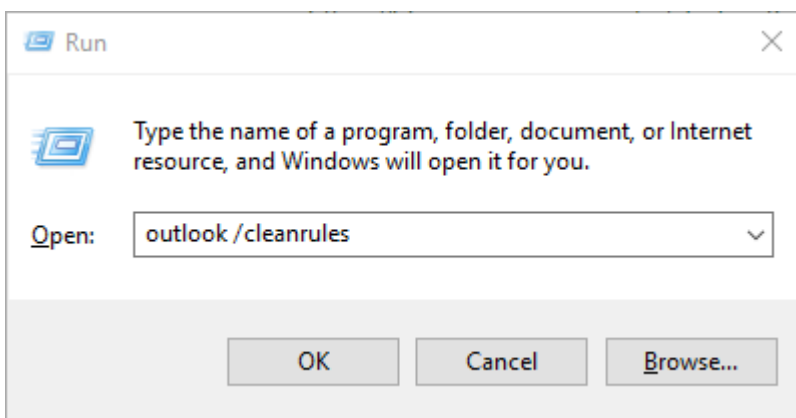 Run
Type the name of a program, folder, document, or Internet
resource, and Windows will open it for you.
Open: outlook /cleanrules
OK Cancel Browse...